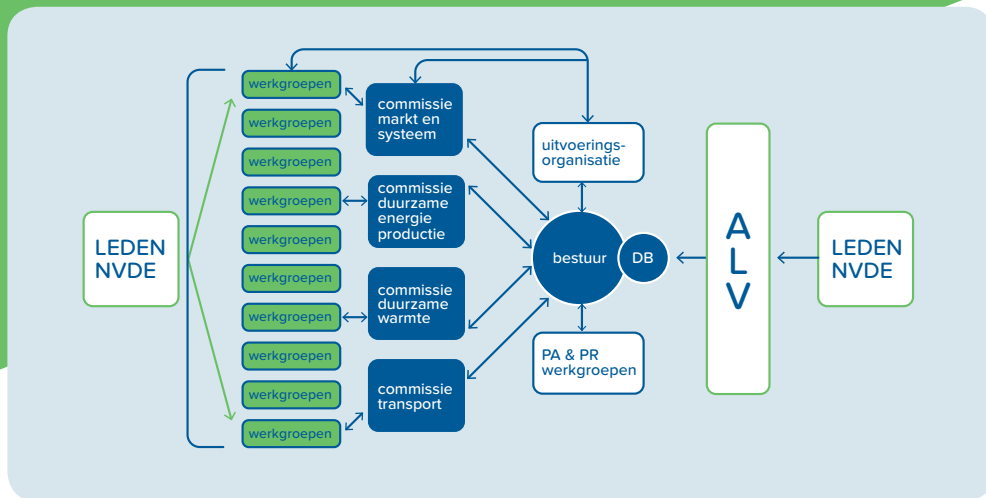 LEDEN
NVDE
werkgroepen
werkgroepen
werkgroepen
werkgroepen
werkgroepen
werkgroepen
werkgroepen
werkgroepen
werkgroepen
werkgroepen
commissie
markt en
systeem
commissie
duurzame
energie
productie
commissie
duurzame
warmte
commissie
transport
uitvoerings-
organisatie
bestuur
DB
PA & PR
werkgroepen
A
L
V
LEDEN
NVDE